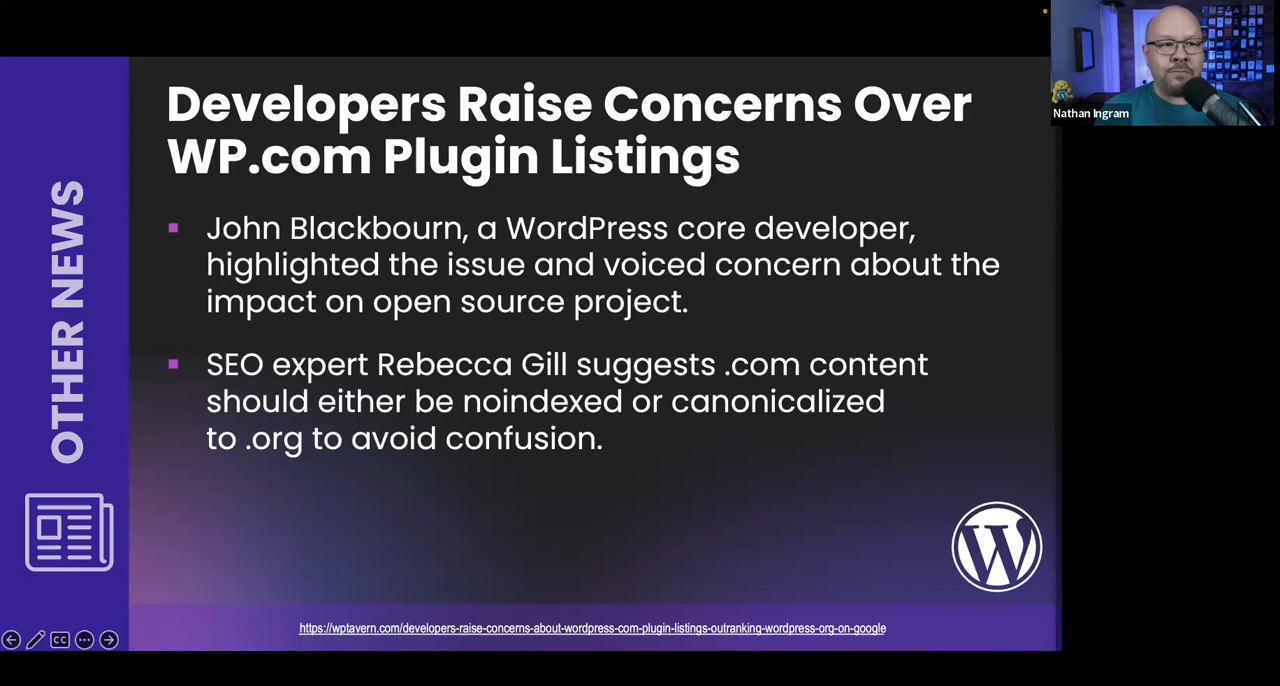 Developers Raise Concerns Over
WP.com Plugin Listings
John Blackbourn, a WordPress core developer,
highlighted the issue and voiced concern about the
impact on open source project.
SEO expert Rebecca Gill suggests .com content
should either be noindexed or canonicalized
to .org to avoid confusion.
OTHER NEWS
https://wptavern.com/developers-raise-concerns-about-wordpress-com-plugin-listings-outranking-wordpress-org-on-google
CC
Nathan Ingram